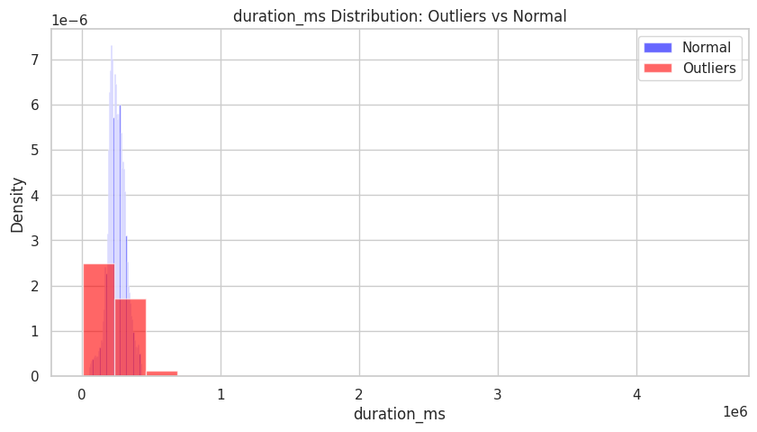 duration_ms Distribution: Outliers vs Normal
1e−6
Normal
Outliers
7
6
5
4
3
2
1
0
Density
0 1 2 3 4
1e6
duration_ms